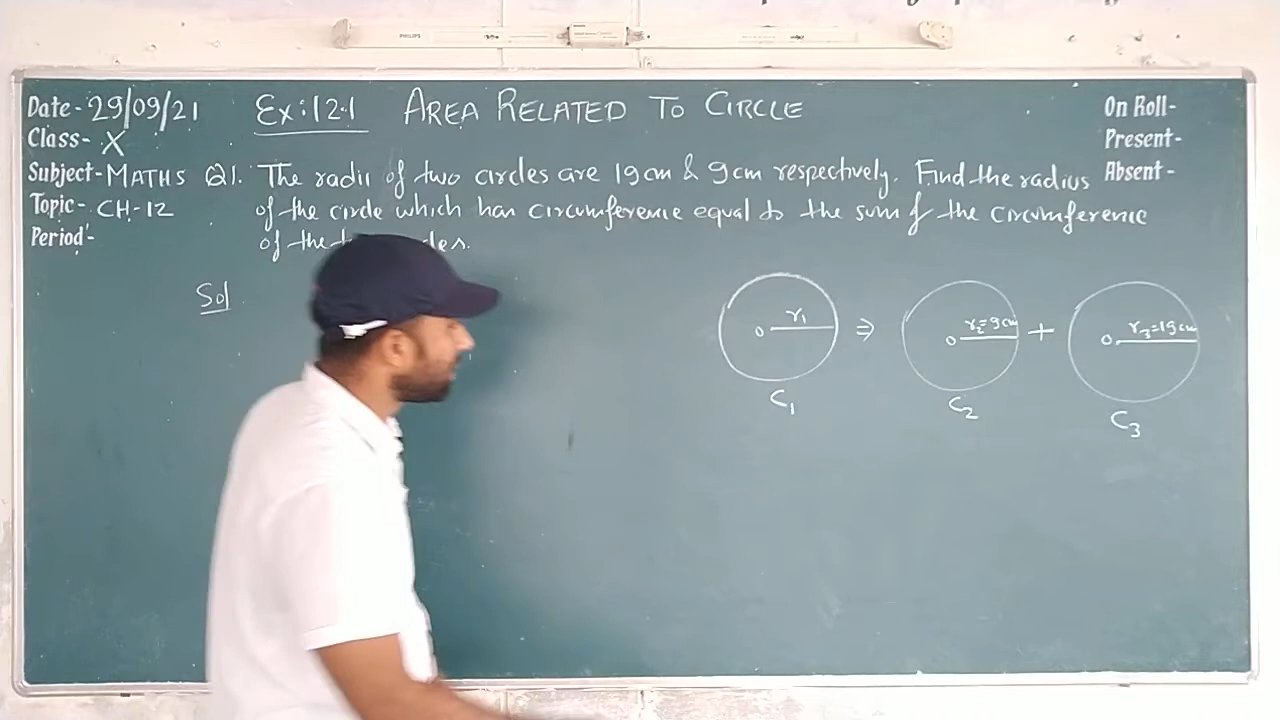 PHILIPS
Date- 29/09/21 Ex:12.1 AREA RELATED TO CIRCLE On Roll-
Class- X Present-
Subject- MATHS Q1. The radii of two circles are 19cm & 9cm respectively. Find the radius Absent-
Topic- CH-12 of the circle which has circumference equal to the sum of the circumference
Period- of the
Sol
r1 ⇒ r2=9cm + r3=19cm
O O O
C1 C2 C3